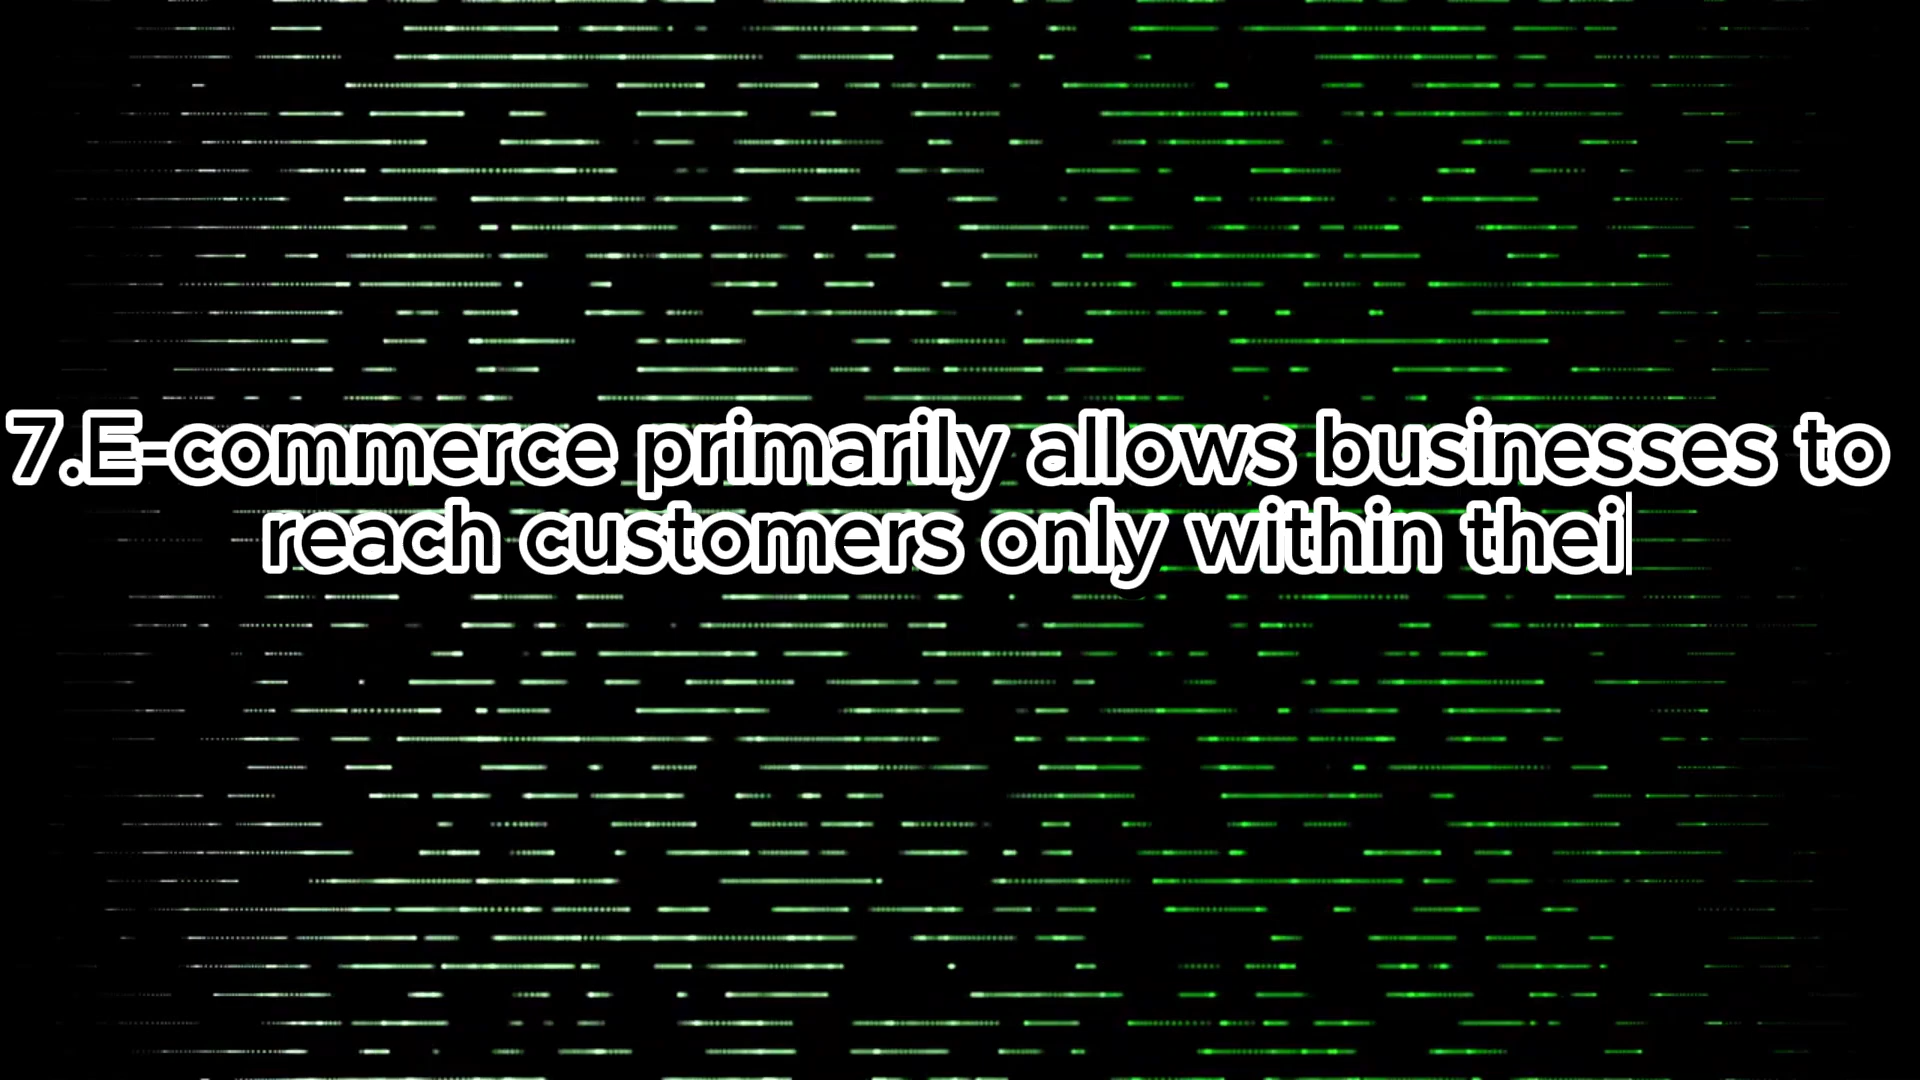 7.E-commerce primarily allows businesses to
reach customers only within thei